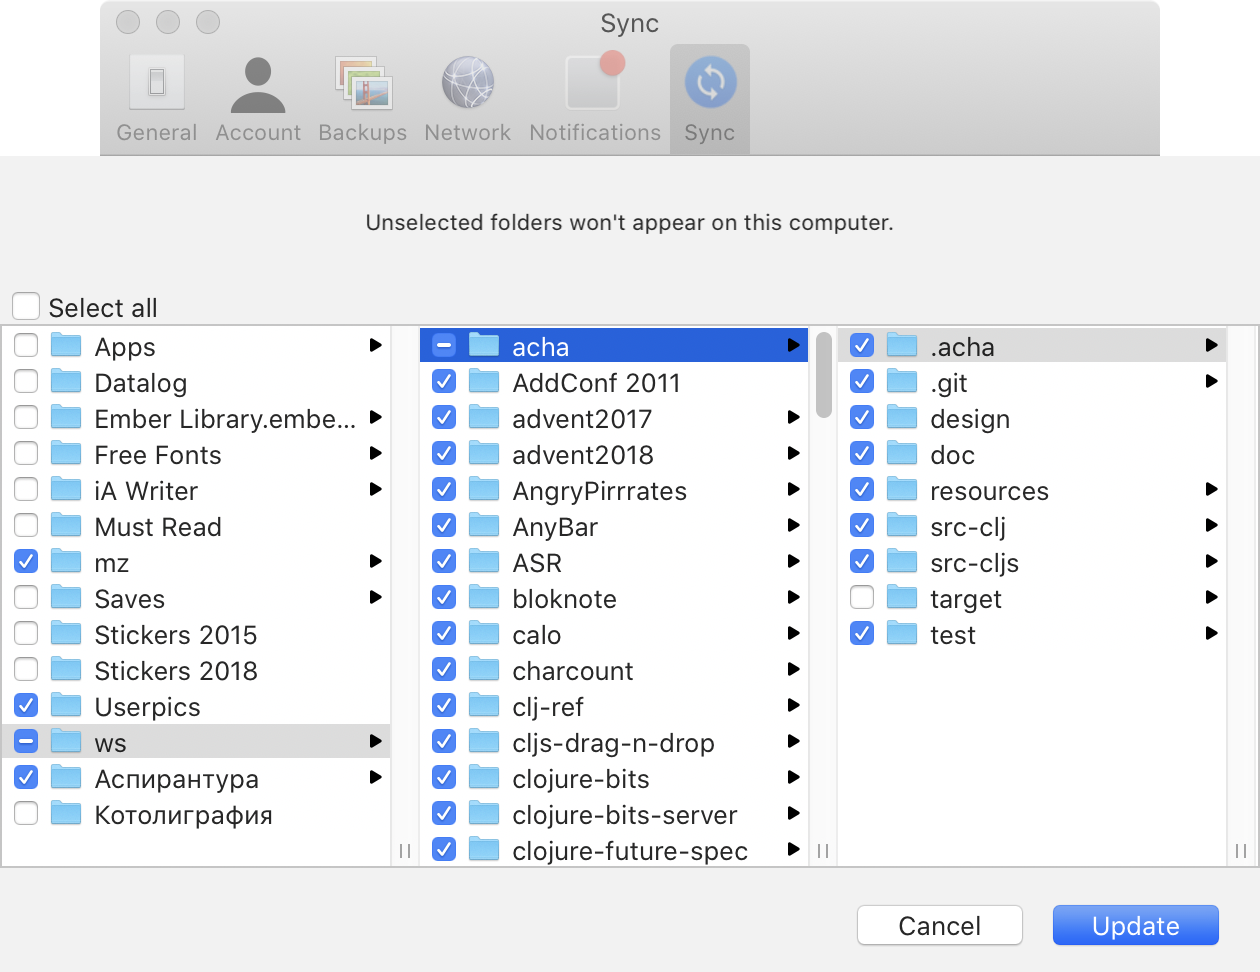 Sync
General Account Backups Network Notifications Sync
Unselected folders won't appear on this computer.
Select all
Apps
Datalog
Ember Library.embe...
Free Fonts
iA Writer
Must Read
mz
Saves
Stickers 2015
Stickers 2018
Userpics
ws
Аспирантура
Котолиграфия
acha
AddConf 2011
advent2017
advent2018
AngryPirrrates
AnyBar
ASR
bloknote
calo
charcount
clj-ref
cljs-drag-n-drop
clojure-bits
clojure-bits-server
clojure-future-spec
.acha
.git
design
doc
resources
src-clj
src-cljs
target
test
Cancel Update